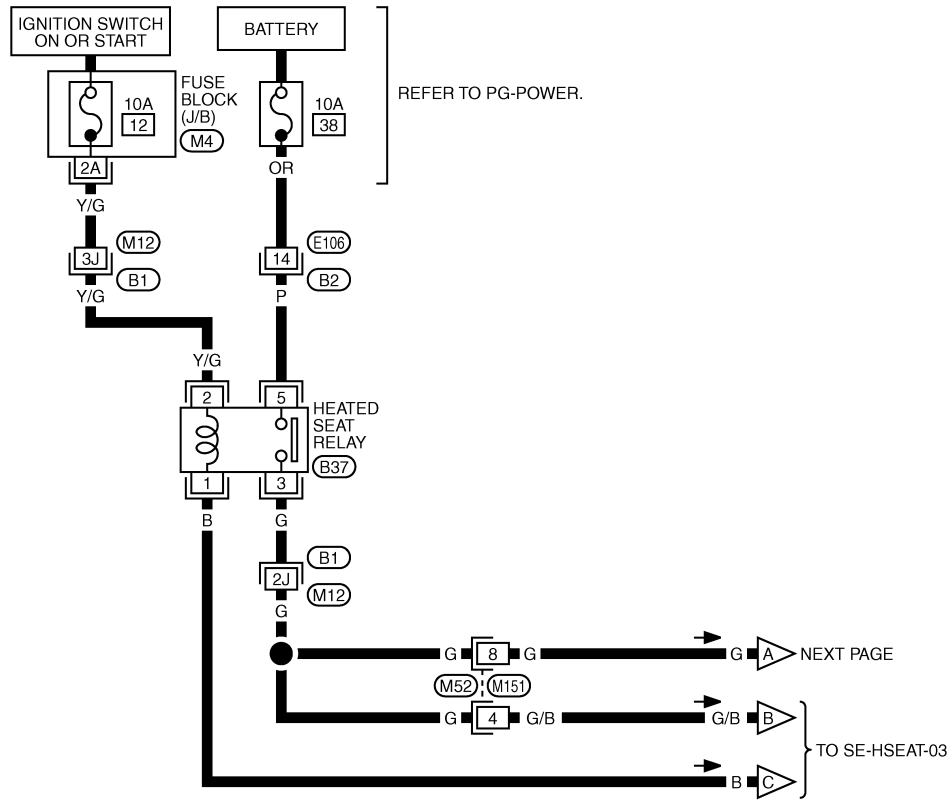 IGNITION SWITCH
ON OR START
BATTERY
REFER TO PG-POWER.
FUSE
BLOCK
(J/B)
M4
10A
12
10A
38
2A
OR
Y/G
M12
E106
3J
14
B1
B2
Y/G
P
Y/G
2
5
HEATED
SEAT
RELAY
B37
1
3
B
G
B1
2J
M12
G
G
8
G
G
A
NEXT PAGE
M52
M151
G
4
G/B
G/B
B
TO SE-HSEAT-03
B
C